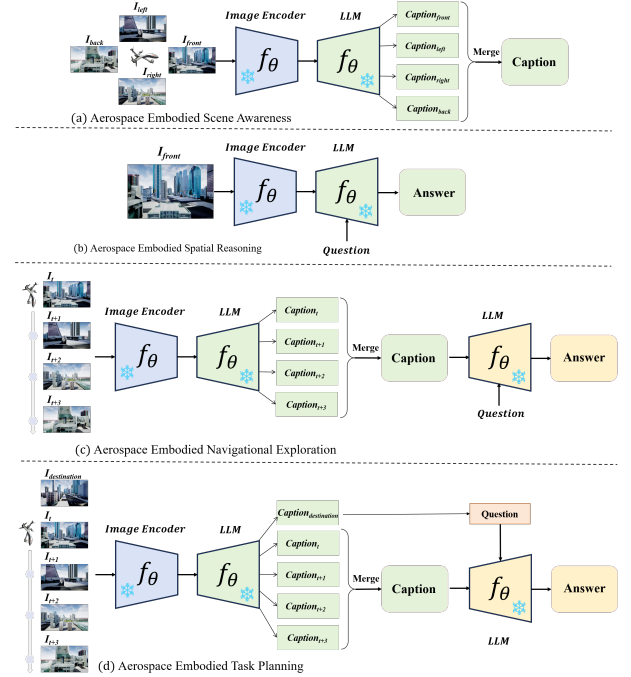 I_left
I_back
I_front
I_right
Image Encoder
LLM
f_θ
f_θ
Caption_front
Caption_left
Caption_right
Caption_back
Merge
Caption
(a) Aerospace Embodied Scene Awareness
I_front
Image Encoder
LLM
f_θ
f_θ
Answer
Question
(b) Aerospace Embodied Spatial Reasoning
I_t
I_t+1
I_t+2
I_t+3
Image Encoder
LLM
f_θ
f_θ
Caption_t
Caption_t+1
Caption_t+2
Caption_t+3
Merge
Caption
LLM
f_θ
Answer
Question
(c) Aerospace Embodied Navigational Exploration
I_destination
I_t
I_t+1
I_t+2
I_t+3
Image Encoder
LLM
f_θ
f_θ
Caption_destination
Caption_t
Caption_t+1
Caption_t+2
Caption_t+3
Merge
Caption
Question
f_θ
LLM
Answer
(d) Aerospace Embodied Task Planning